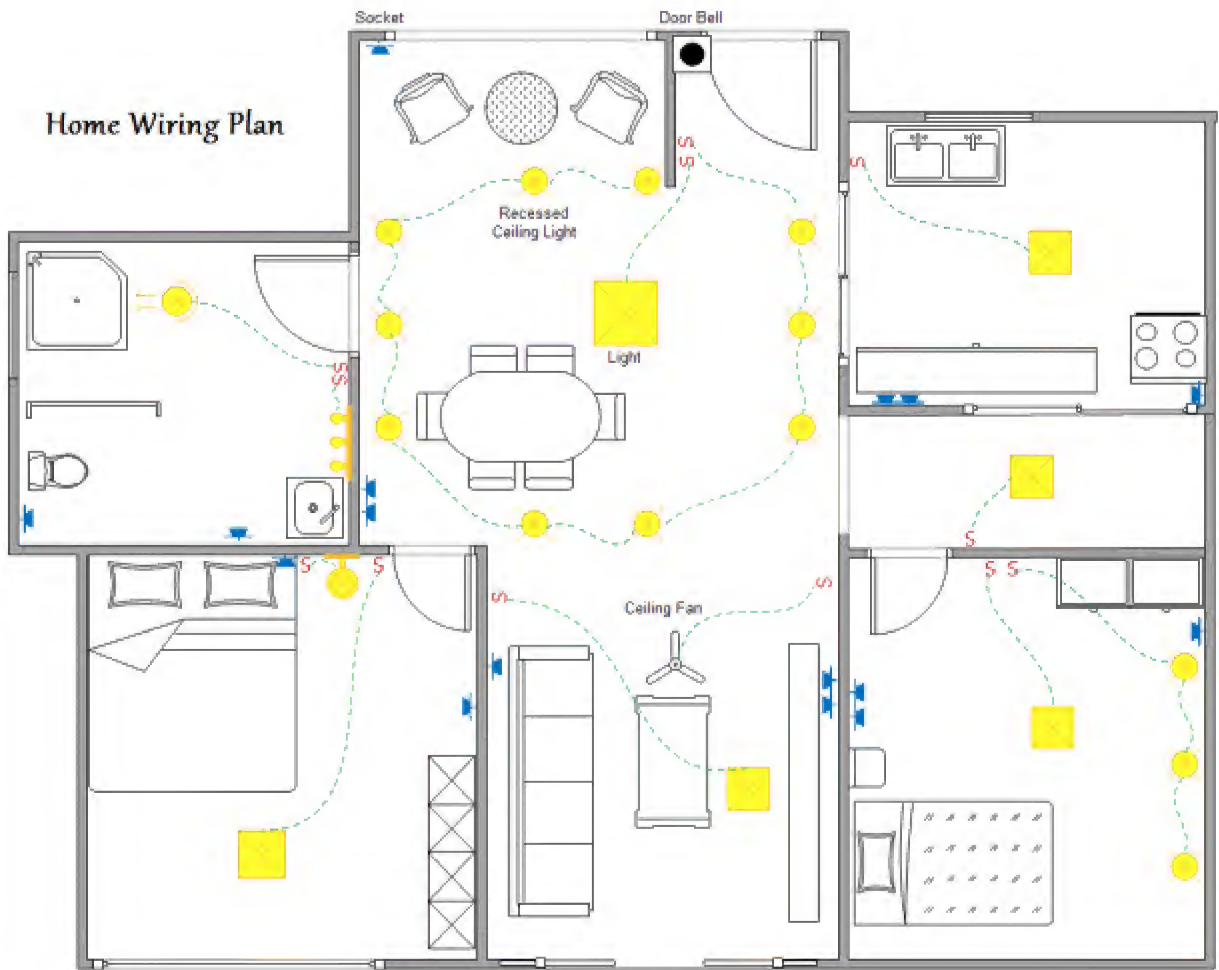 Socket
Door Bell
Home Wiring Plan
S
S
S
Recessed
Ceiling Light
Light
S
S
S
S
S
S
S
S
S
Ceiling Fan